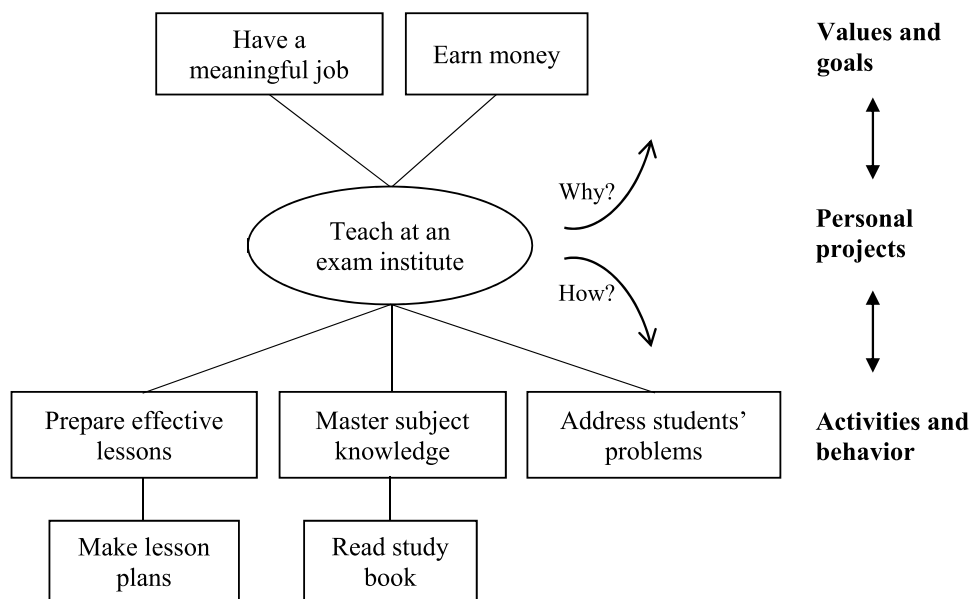 Have a
meaningful job
Earn money
Values and
goals
Why?
Teach at an
exam institute
Personal
projects
How?
Prepare effective
lessons
Master subject
knowledge
Address students’
problems
Activities and
behavior
Make lesson
plans
Read study
book